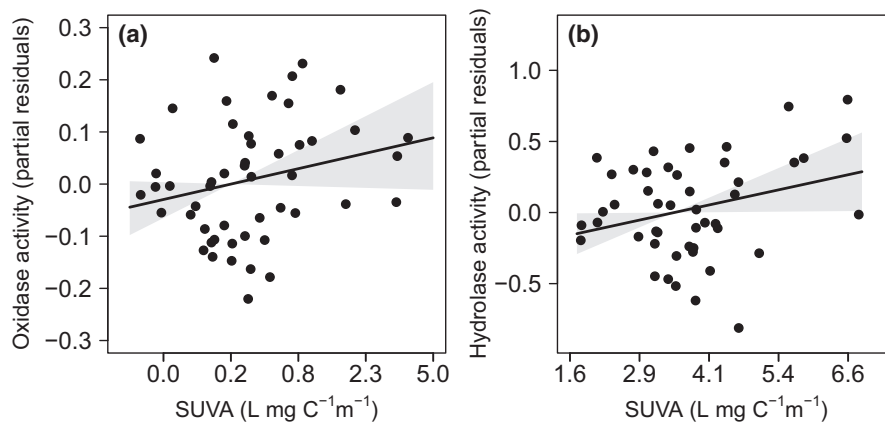 (a)
Oxidase activity (partial residuals)
0.3
0.2
0.1
0.0
−0.1
−0.2
−0.3
0.0 0.2 0.8 2.3 5.0
SUVA (L mg C⁻¹m⁻¹)
(b)
Hydrolase activity (partial residuals)
1.0
0.5
0.0
−0.5
1.6 2.9 4.1 5.4 6.6
SUVA (L mg C⁻¹m⁻¹)